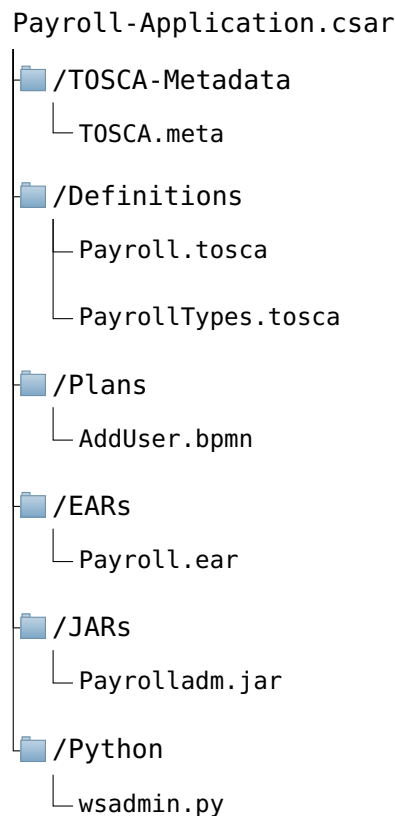 Payroll-Application.csar
/TOSCA-Metadata
TOSCA.meta
/Definitions
Payroll.tosca
PayrollTypes.tosca
/Plans
AddUser.bpmn
/EARs
Payroll.ear
/JARs
Payrolladm.jar
/Python
wsadmin.py